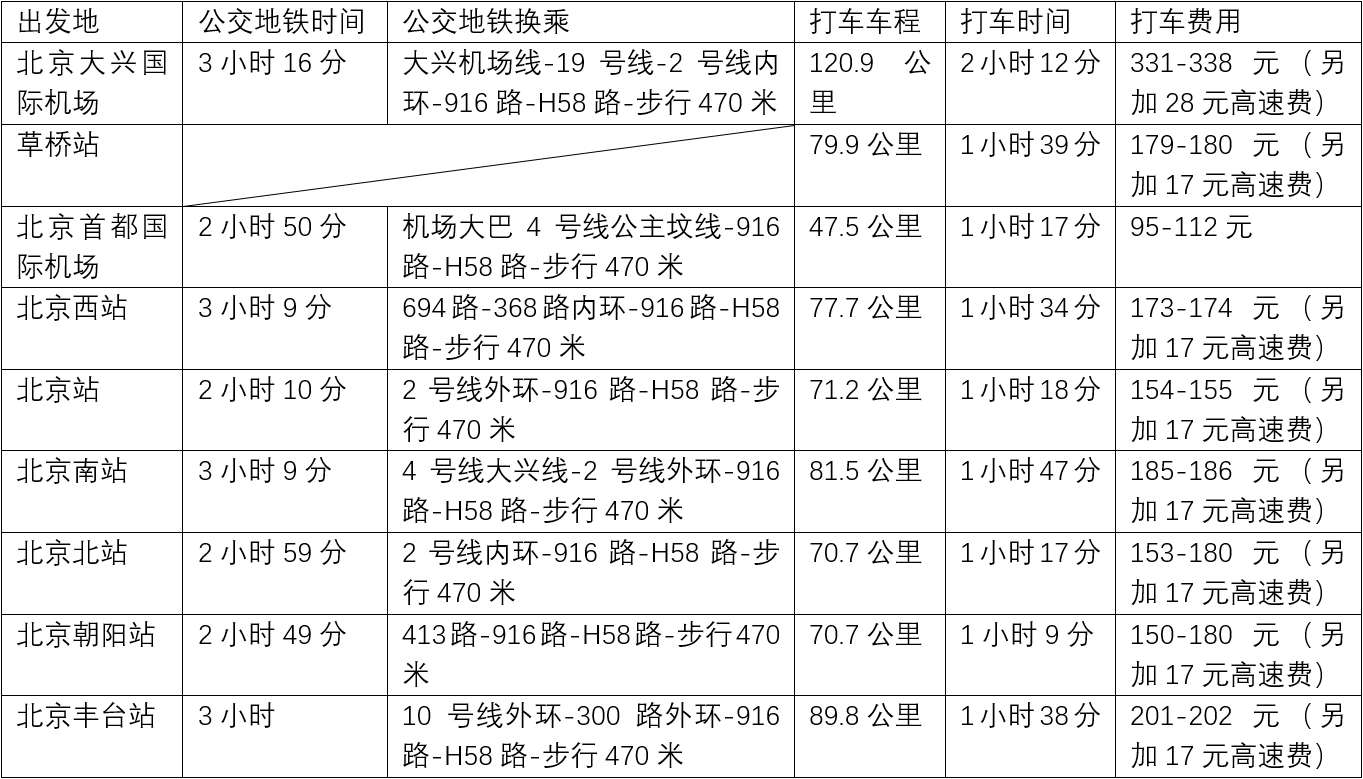 出发地 公交地铁时间 公交地铁换乘 打车车程 打车时间 打车费用
北京大兴国 3 小时 16 分 大兴机场线-19 号线-2 号线内 120.9 公 2 小时 12 分 331-338 元（另
际机场 环-916 路-H58 路-步行 470 米 里 加 28 元高速费）
草桥站 79.9 公里 1 小时 39 分 179-180 元（另
加 17 元高速费）
北京首都国 2 小时 50 分 机场大巴 4 号线公主坟线-916 47.5 公里 1 小时 17 分 95-112 元
际机场 路-H58 路-步行 470 米
北京西站 3 小时 9 分 694 路-368 路内环-916 路-H58 77.7 公里 1 小时 34 分 173-174 元（另
路-步行 470 米 加 17 元高速费）
北京站 2 小时 10 分 2 号线外环-916 路-H58 路-步 71.2 公里 1 小时 18 分 154-155 元（另
行 470 米 加 17 元高速费）
北京南站 3 小时 9 分 4 号线大兴线-2 号线外环-916 81.5 公里 1 小时 47 分 185-186 元（另
路-H58 路-步行 470 米 加 17 元高速费）
北京北站 2 小时 59 分 2 号线内环-916 路-H58 路-步 70.7 公里 1 小时 17 分 153-180 元（另
行 470 米 加 17 元高速费）
北京朝阳站 2 小时 49 分 413 路-916 路-H58 路-步行 470 70.7 公里 1 小时 9 分 150-180 元（另
米 加 17 元高速费）
北京丰台站 3 小时 10 号线外环-300 路外环-916 89.8 公里 1 小时 38 分 201-202 元（另
路-H58 路-步行 470 米 加 17 元高速费）